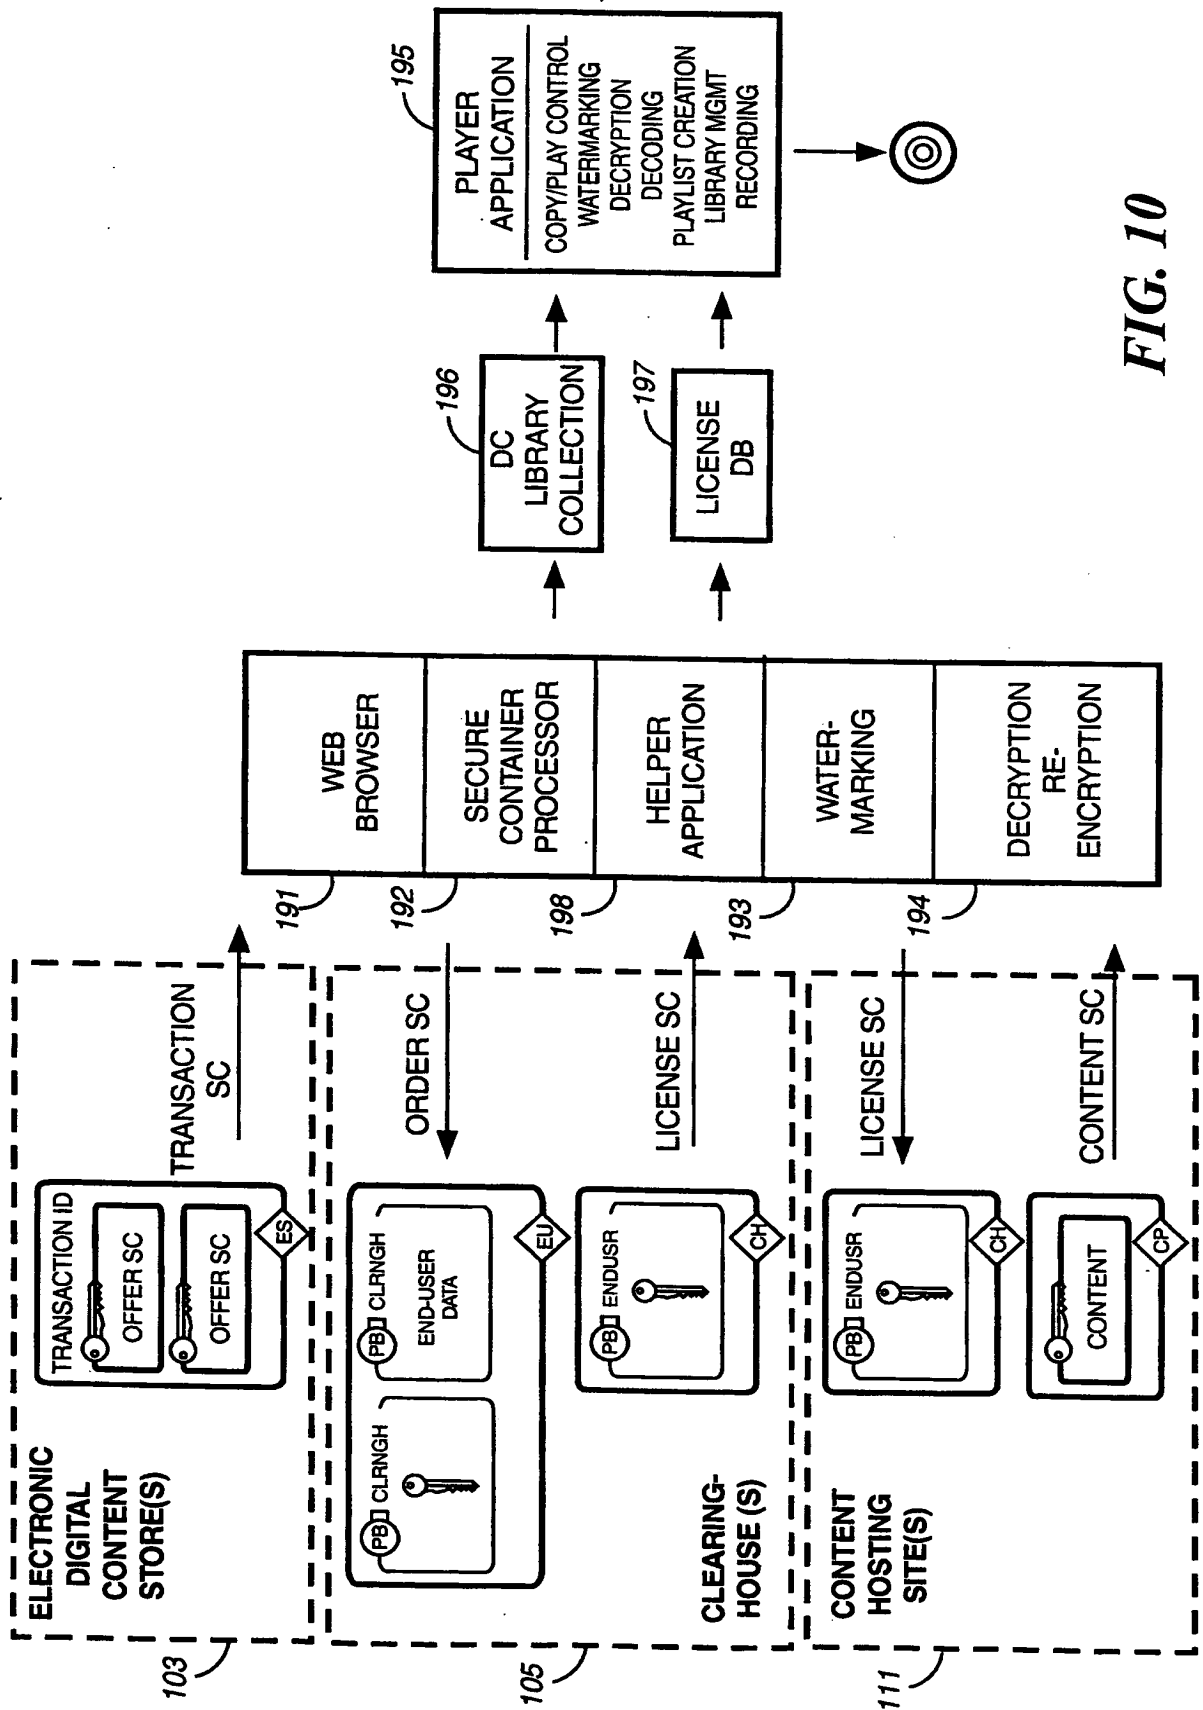 ELECTRONIC
DIGITAL
CONTENT
STORE(S)
103
TRANSACTION ID
OFFER SC
OFFER SC
ES
TRANSACTION
SC
CLEARING-
HOUSE (S)
105
PB CLRNGH
PB CLRNGH
END-USER
DATA
EU
ORDER SC
PB ENDUSR
CH
LICENSE SC
CONTENT
HOSTING
SITE(S)
111
PB ENDUSR
CH
LICENSE SC
CONTENT
CP
CONTENT SC
191
WEB
BROWSER
192
SECURE
CONTAINER
PROCESSOR
198
HELPER
APPLICATION
193
WATER-
MARKING
194
DECRYPTION
RE-
ENCRYPTION
196
DC
LIBRARY
COLLECTION
197
LICENSE
DB
195
PLAYER
APPLICATION
COPY/PLAY CONTROL
WATERMARKING
DECRYPTION
DECODING
PLAYLIST CREATION
LIBRARY MGMT
RECORDING
FIG. 10